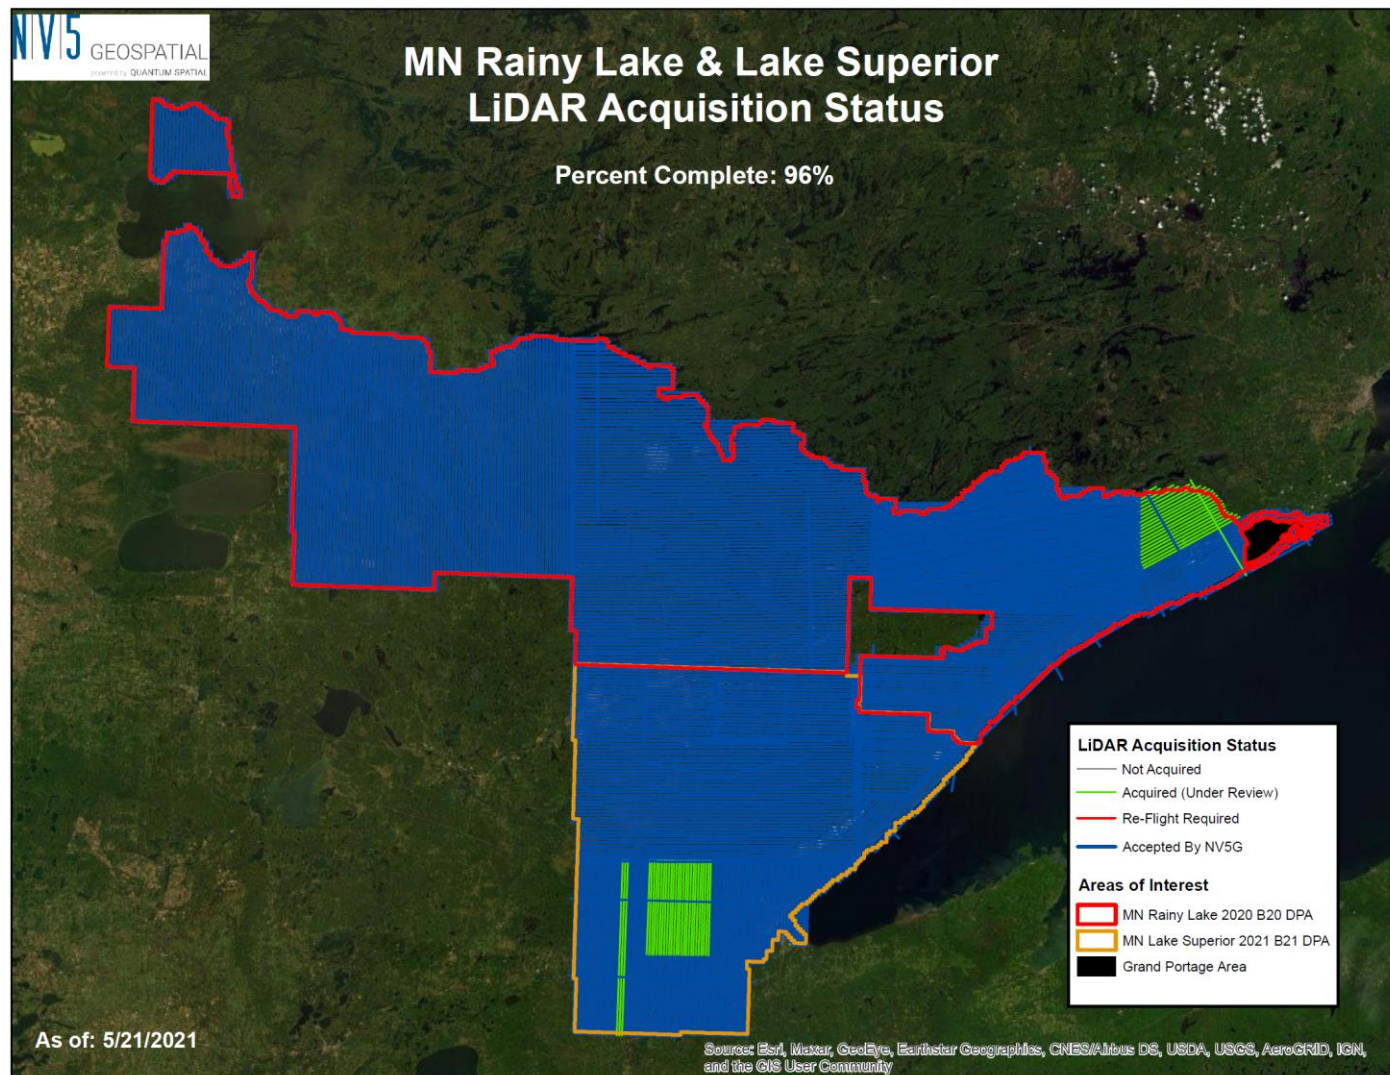 NV5 GEOSPATIAL
powered by QUANTUM SPATIAL
MN Rainy Lake & Lake Superior
LiDAR Acquisition Status
Percent Complete: 96%
LiDAR Acquisition Status
Not Acquired
Acquired (Under Review)
Re-Flight Required
Accepted By NV5G
Areas of Interest
MN Rainy Lake 2020 B20 DPA
MN Lake Superior 2021 B21 DPA
Grand Portage Area
As of: 5/21/2021
Source: Esri, Maxar, GeoEye, Earthstar Geographics, CNES/Airbus DS, USDA, USGS, AeroGRID, IGN,
and the GIS User Community